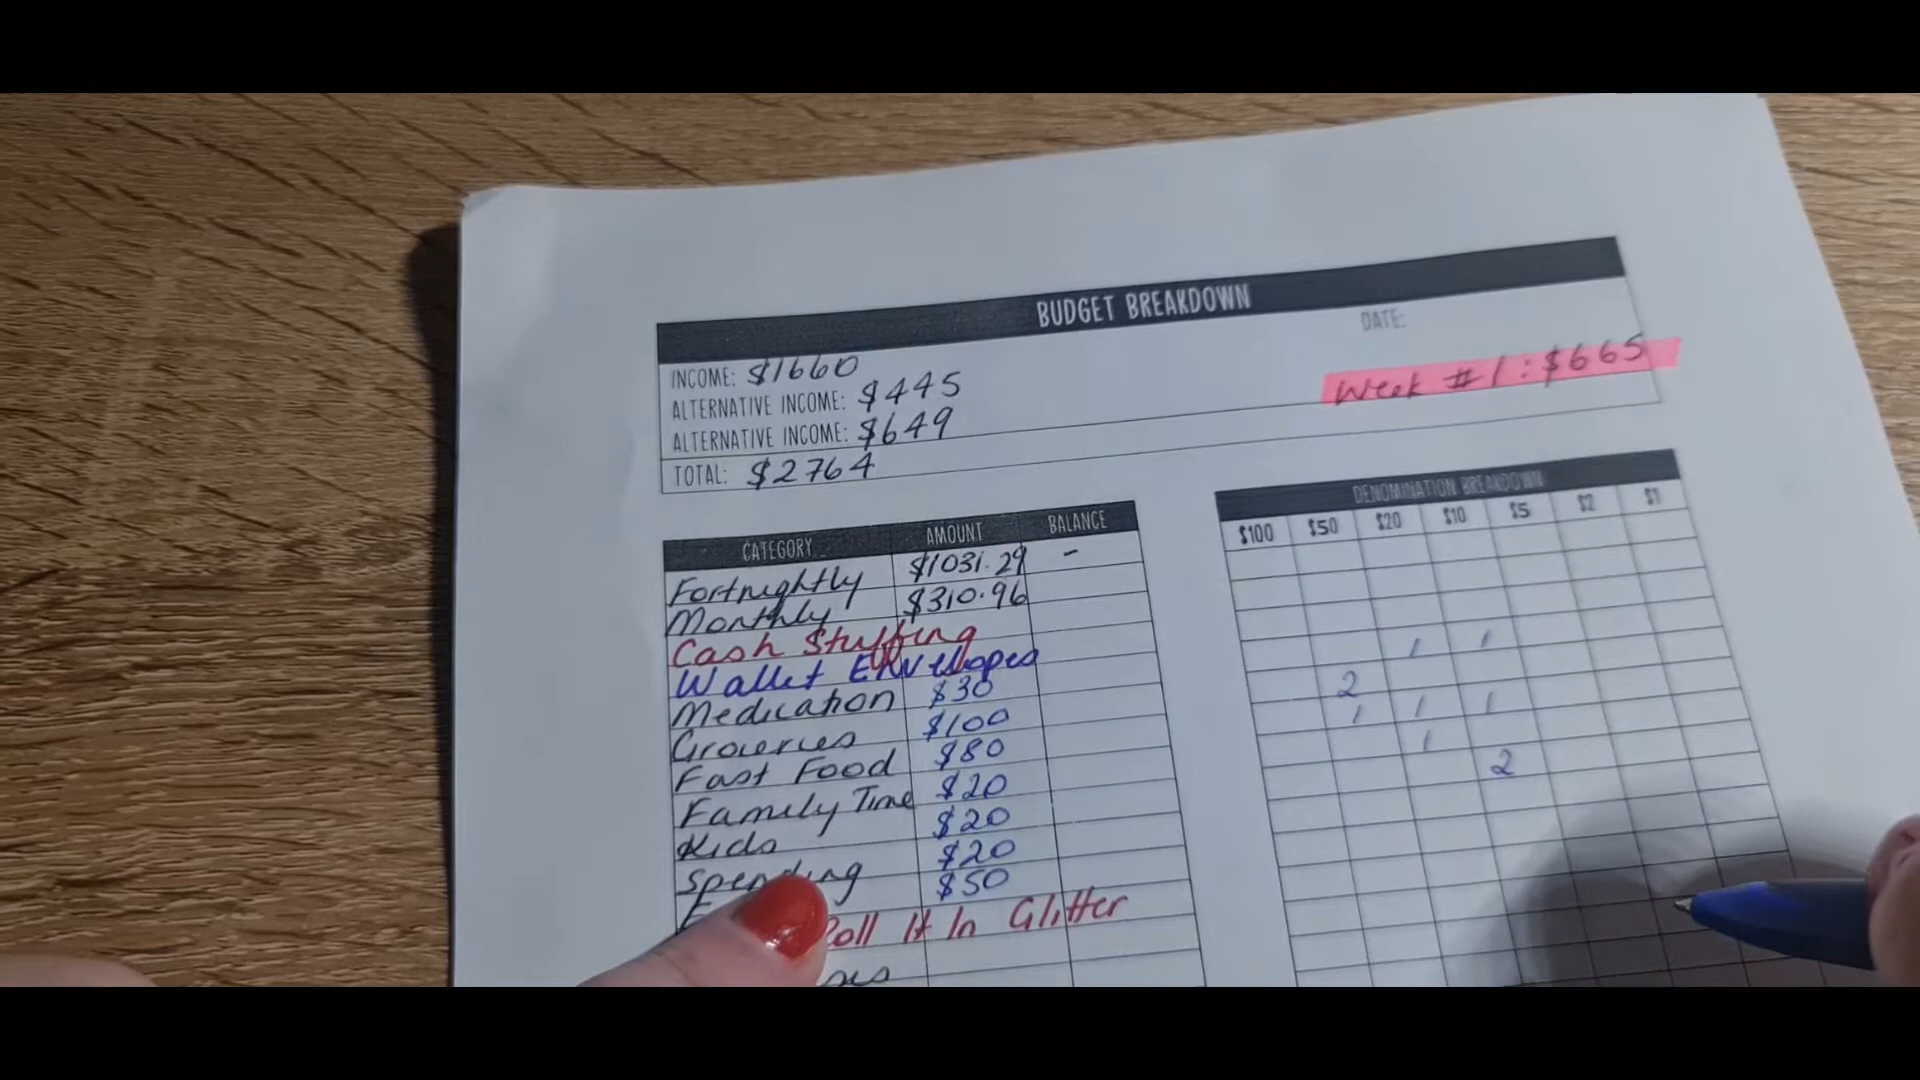 BUDGET BREAKDOWN
DATE:
INCOME: $1660
ALTERNATIVE INCOME: $445
ALTERNATIVE INCOME: $649
TOTAL: $2764
Week #1: $665
CATEGORY AMOUNT BALANCE
Fortnightly $1031.29 -
Monthly $310.96
Cash Stuffing
Wallet Envelopes
Medication $30
Groceries $100
Fast Food $80
Family Time $20
Kids $20
Spending $20
$50
Roll It In Glitter
DENOMINATION BREAKDOWN
$100 $50 $20 $10 $5 $2 $1
1 1
2
1 1 1
1
2